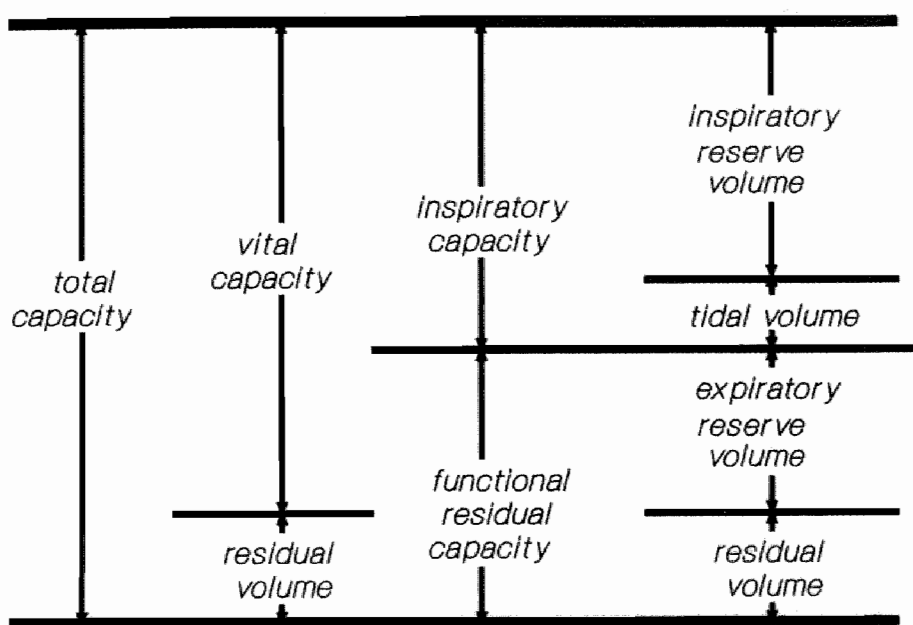 total
capacity
vital
capacity
residual
volume
inspiratory
capacity
functional
residual
capacity
inspiratory
reserve
volume
tidal volume
expiratory
reserve
volume
residual
volume